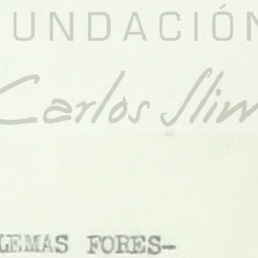 UNDACIÓN
Carlos Slim
LEMAS FORES-